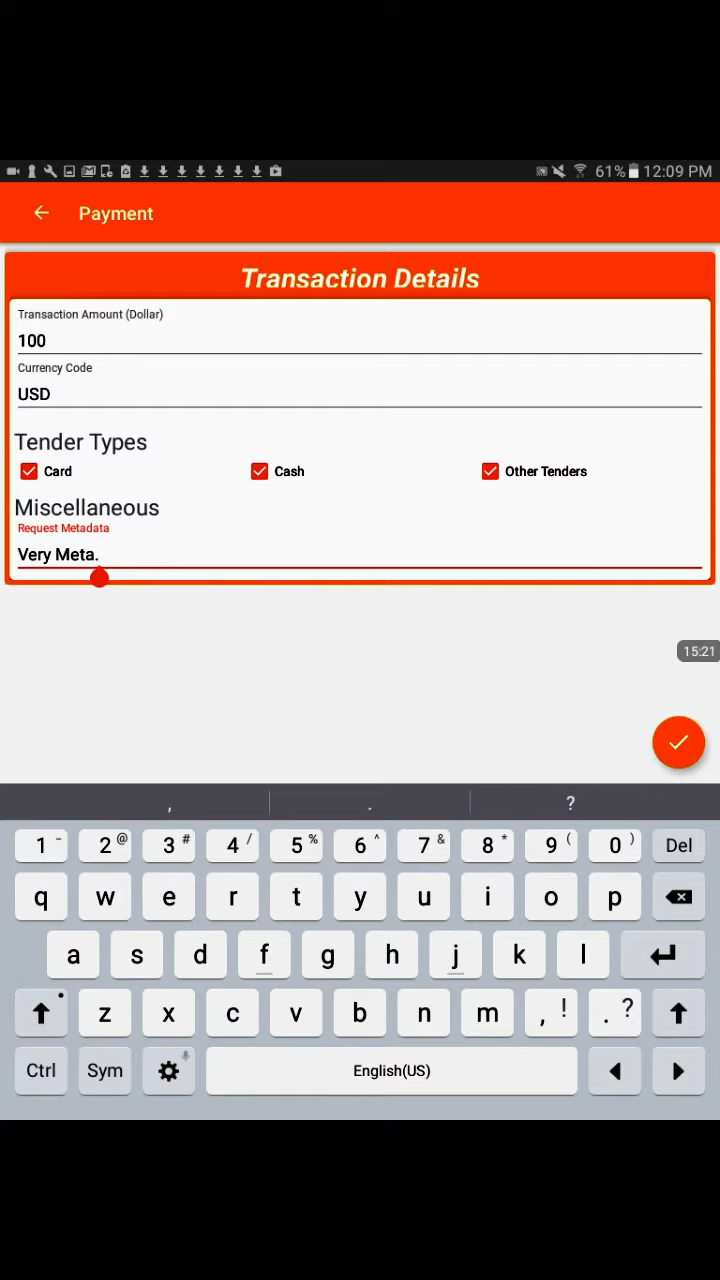 61% 12:09 PM
Payment
Transaction Details
Transaction Amount (Dollar)
100
Currency Code
USD
Tender Types
Card Cash Other Tenders
Miscellaneous
Request Metadata
Very Meta.
15:21
, . ?
1 - 2 @ 3 # 4 / 5 % 6 ^ 7 & 8 * 9 ( 0 ) Del
q w e r t y u i o p
a s d f g h j k l
z x c v b n m , ! . ?
Ctrl Sym English(US)